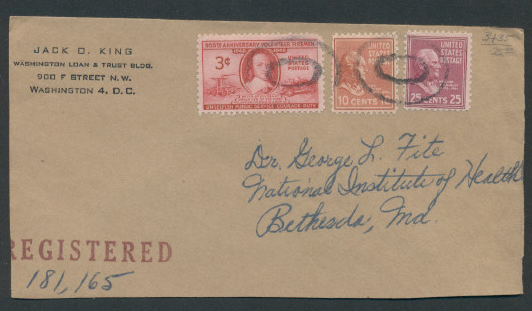 JACK D. KING
WASHINGTON LOAN & TRUST BLDG.
900 F STREET N.W.
WASHINGTON 4, D.C.
300TH ANNIVERSARY VOLUNTEER FIREMEN
3¢
UNITED STATES
POSTAGE
UNITED
STATES
POSTAGE
10 CENTS
UNITED
STATES
POSTAGE
25 CENTS 25
Dr. George L. Fite
National Institute of Health
Bethesda, Md.
REGISTERED
181,165